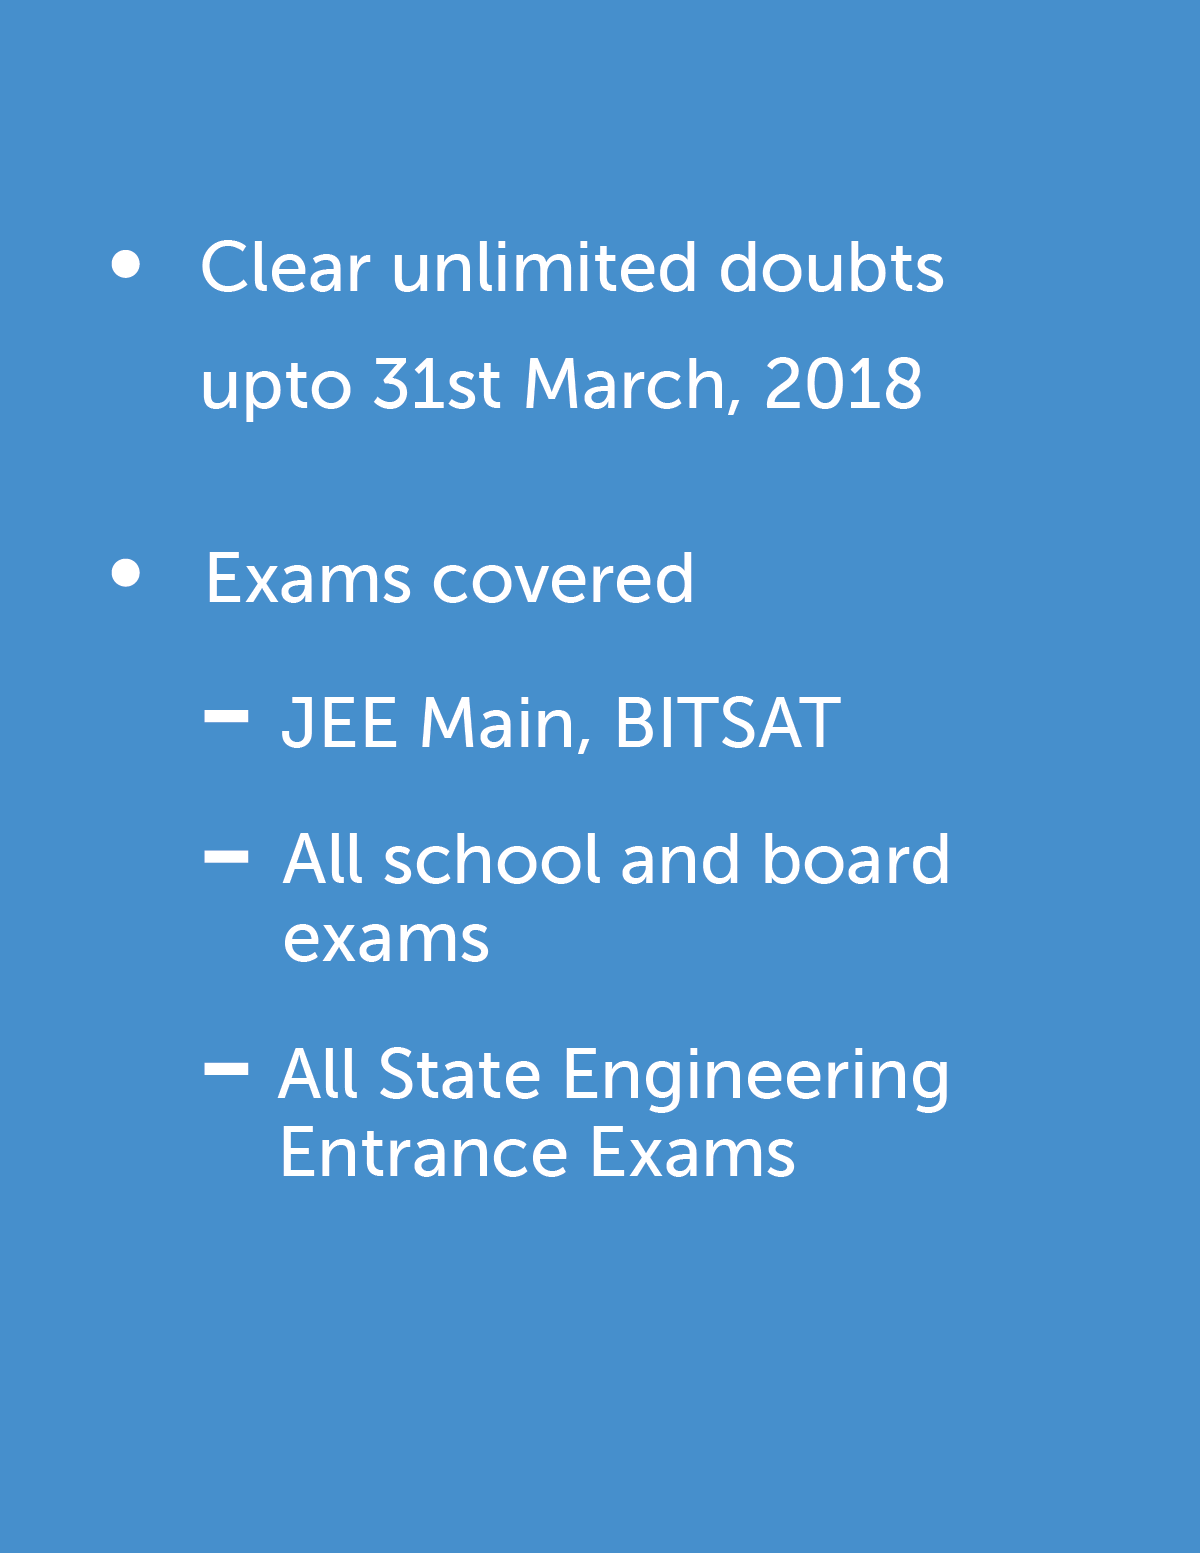 • Clear unlimited doubts
upto 31st March, 2018
• Exams covered
- JEE Main, BITSAT
- All school and board
exams
- All State Engineering
Entrance Exams